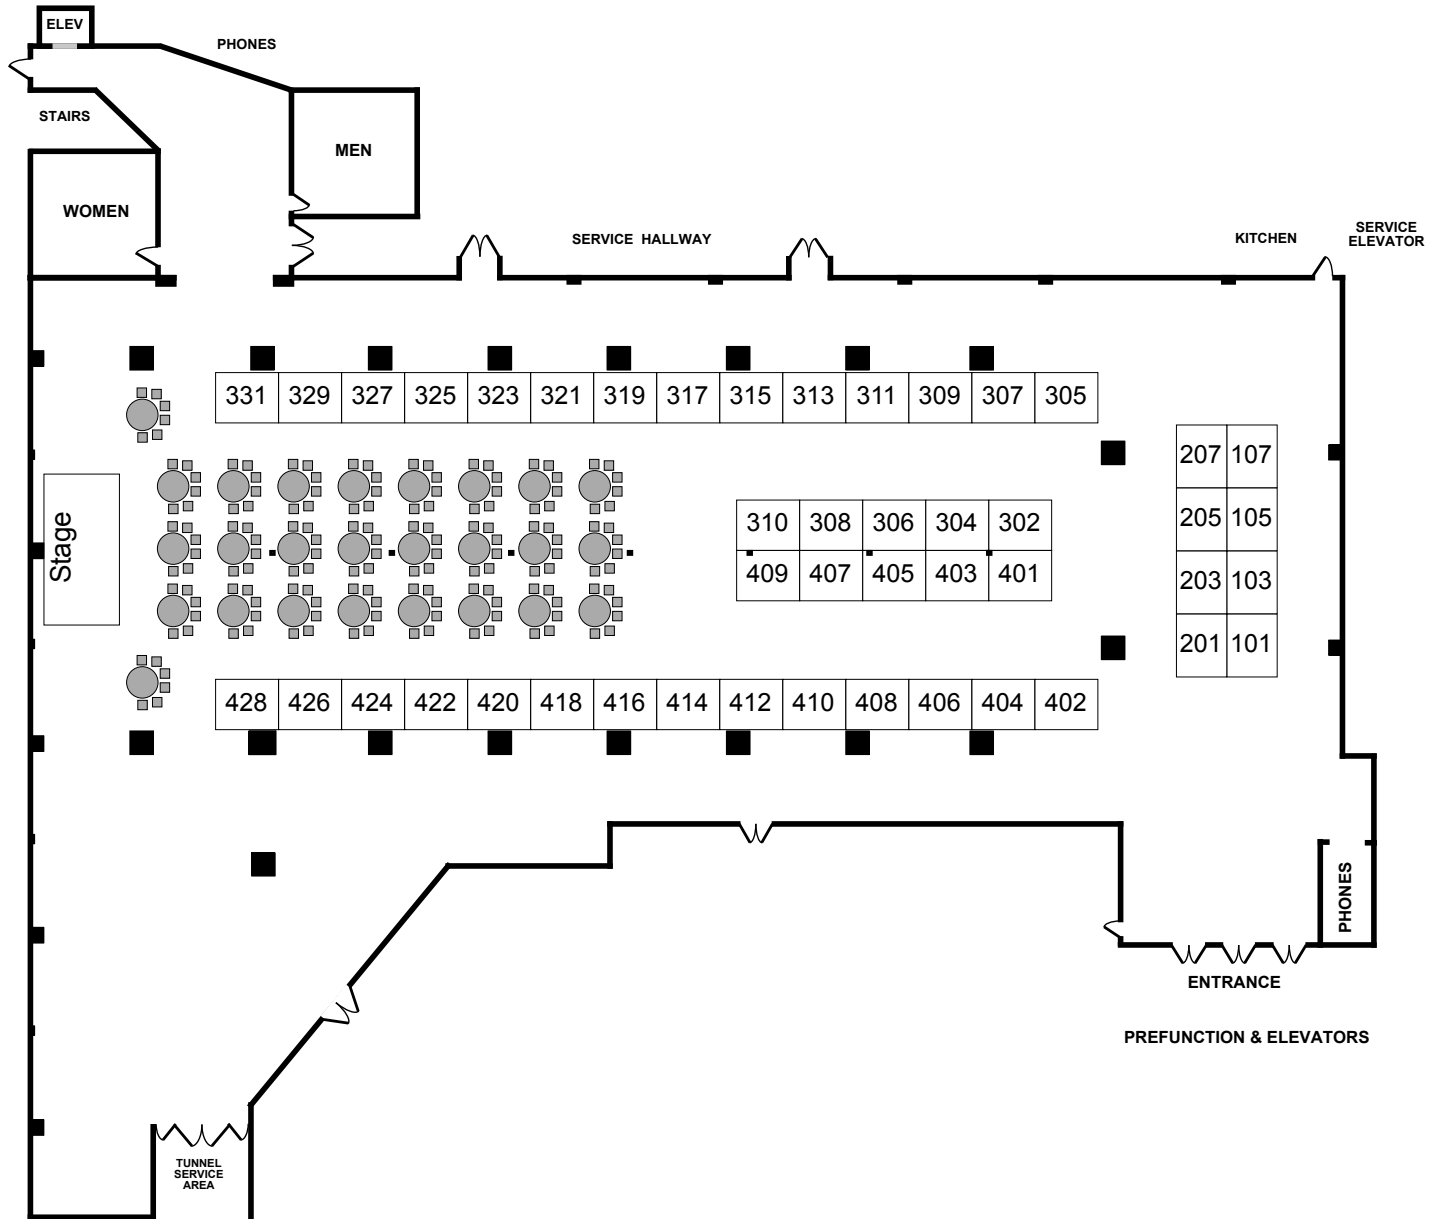 ELEV
PHONES
STAIRS
MEN
WOMEN
SERVICE HALLWAY
KITCHEN
SERVICE
ELEVATOR
331 329 327 325 323 321 319 317 315 313 311 309 307 305
207 107
205 105
203 103
201 101
310 308 306 304 302
409 407 405 403 401
Stage
428 426 424 422 420 418 416 414 412 410 408 406 404 402
PHONES
ENTRANCE
PREFUNCTION & ELEVATORS
TUNNEL
SERVICE
AREA